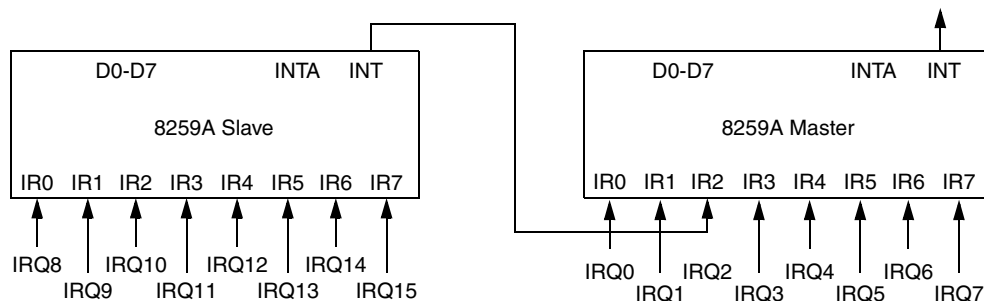 D0-D7 INTA INT
8259A Slave
IR0 IR1 IR2 IR3 IR4 IR5 IR6 IR7
IRQ8 IRQ10 IRQ12 IRQ14
IRQ9 IRQ11 IRQ13 IRQ15
D0-D7 INTA INT
8259A Master
IR0 IR1 IR2 IR3 IR4 IR5 IR6 IR7
IRQ0 IRQ2 IRQ4 IRQ6
IRQ1 IRQ3 IRQ5 IRQ7